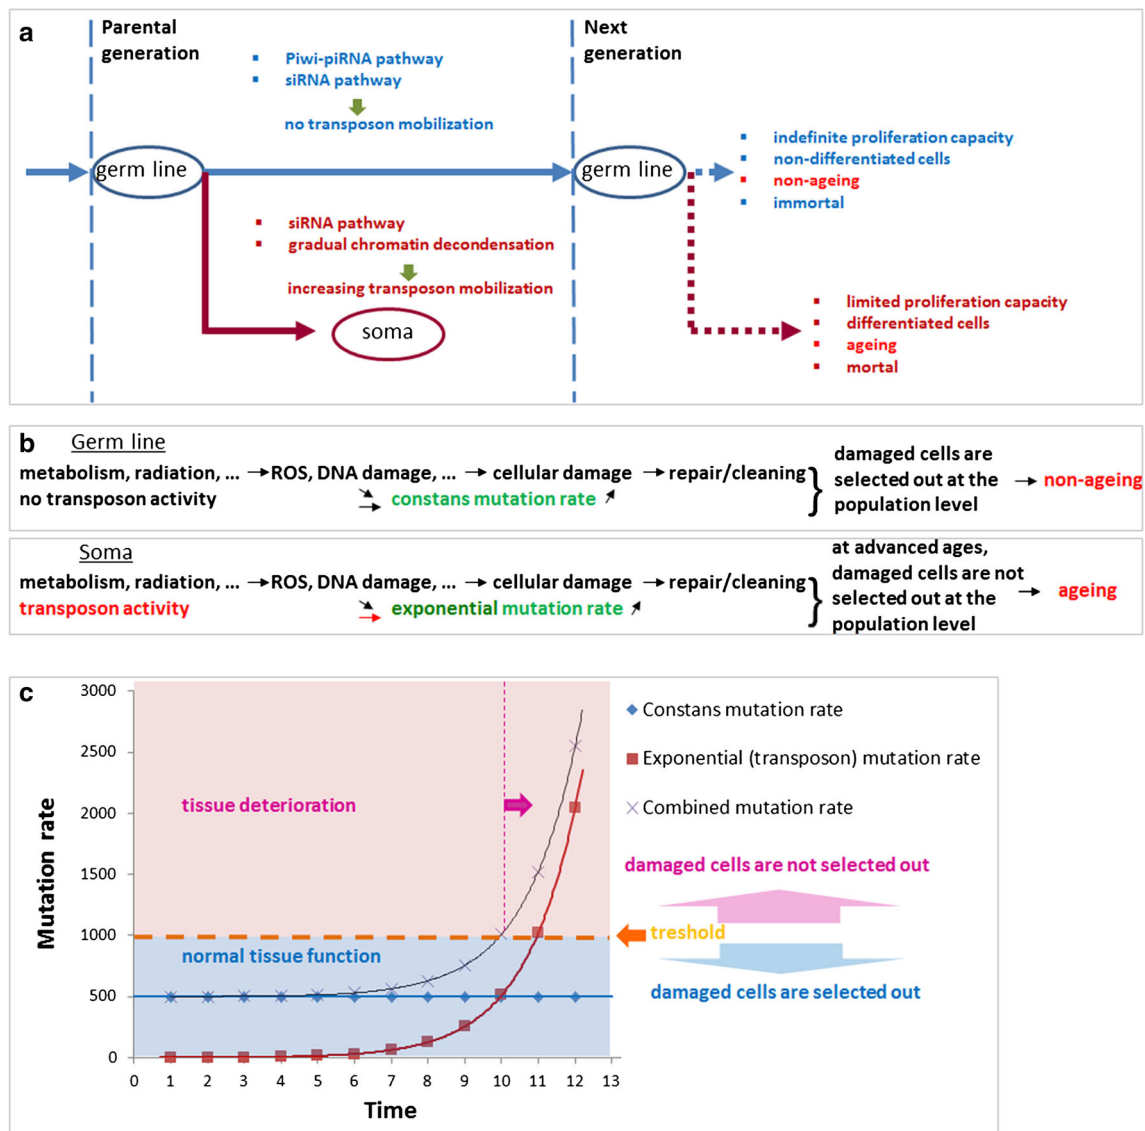 a
Parental
generation
Next
generation
▪ Piwi-piRNA pathway
▪ siRNA pathway
no transposon mobilization
germ line
germ line
▪ indefinite proliferation capacity
▪ non-differentiated cells
▪ non-ageing
▪ immortal
▪ siRNA pathway
▪ gradual chromatin decondensation
increasing transposon mobilization
soma
▪ limited proliferation capacity
▪ differentiated cells
▪ ageing
▪ mortal
b
Germ line
metabolism, radiation, ... → ROS, DNA damage, ... → cellular damage → repair/cleaning
no transposon activity
constans mutation rate
}
damaged cells are
selected out at the
population level
→ non-ageing
Soma
metabolism, radiation, ... → ROS, DNA damage, ... → cellular damage → repair/cleaning
transposon activity
exponential mutation rate
}
at advanced ages,
damaged cells are not
selected out at the
population level
→ ageing
c
Mutation rate
3000
2500
2000
1500
1000
500
0
tissue deterioration
normal tissue function
0 1 2 3 4 5 6 7 8 9 10 11 12 13
Time
Constans mutation rate
Exponential (transposon) mutation rate
Combined mutation rate
damaged cells are not selected out
treshold
damaged cells are selected out